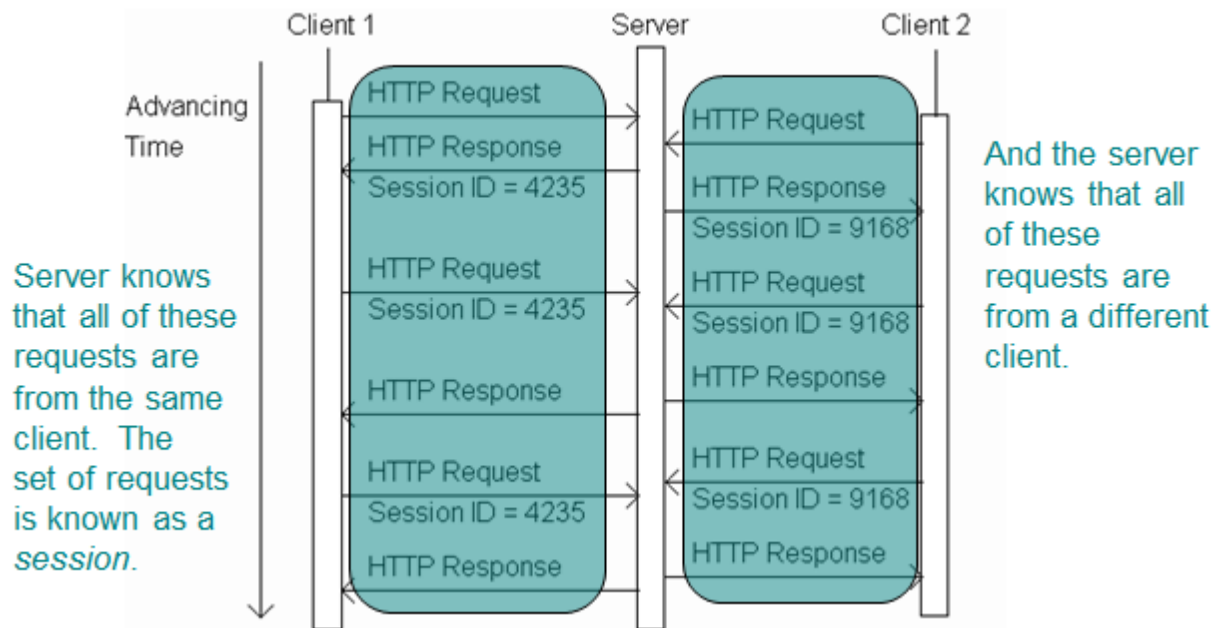 Client 1
Server
Client 2
Advancing
Time
HTTP Request
HTTP Response
Session ID = 4235
HTTP Request
Session ID = 4235
HTTP Response
HTTP Request
Session ID = 4235
HTTP Response
HTTP Request
HTTP Response
Session ID = 9168
HTTP Request
Session ID = 9168
HTTP Response
HTTP Request
Session ID = 9168
HTTP Response
Server knows
that all of these
requests are
from the same
client. The
set of requests
is known as a
session.
And the server
knows that all
of these
requests are
from a different
client.